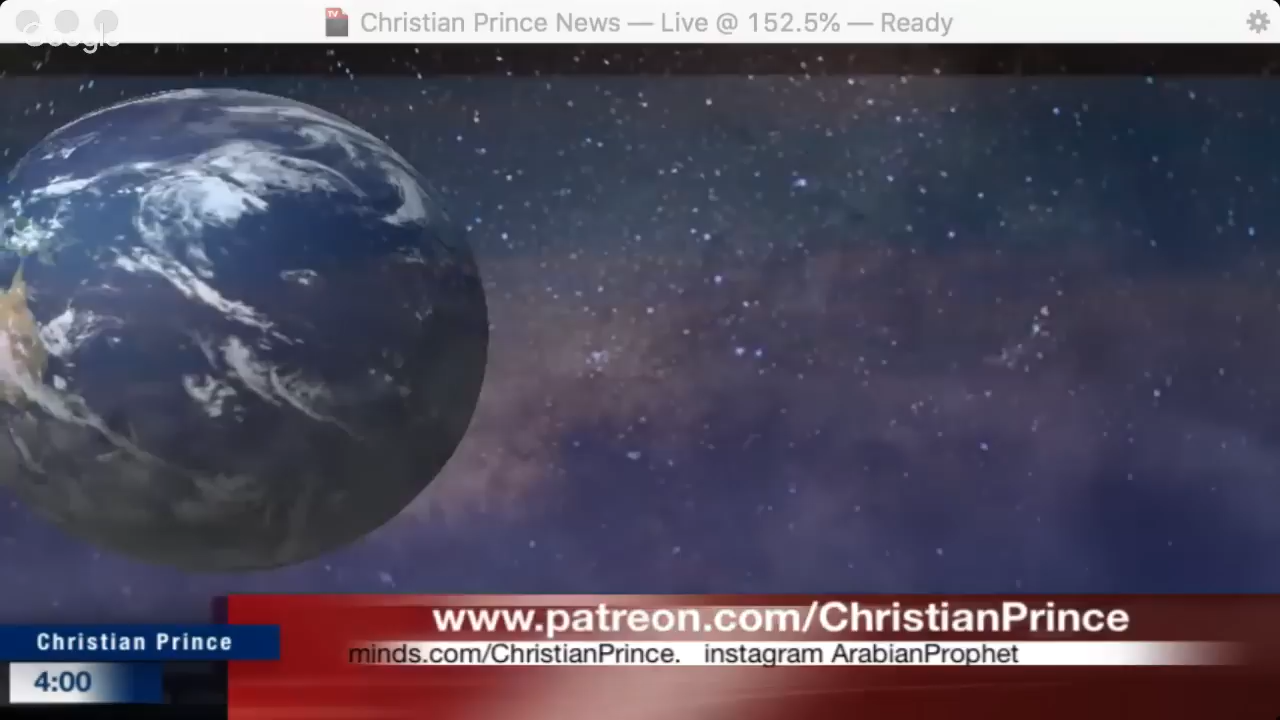 Christian Prince News — Live @ 152.5% — Ready
Google
www.patreon.com/ChristianPrince
Christian Prince
minds.com/ChristianPrince. instagram ArabianProphet
4:00